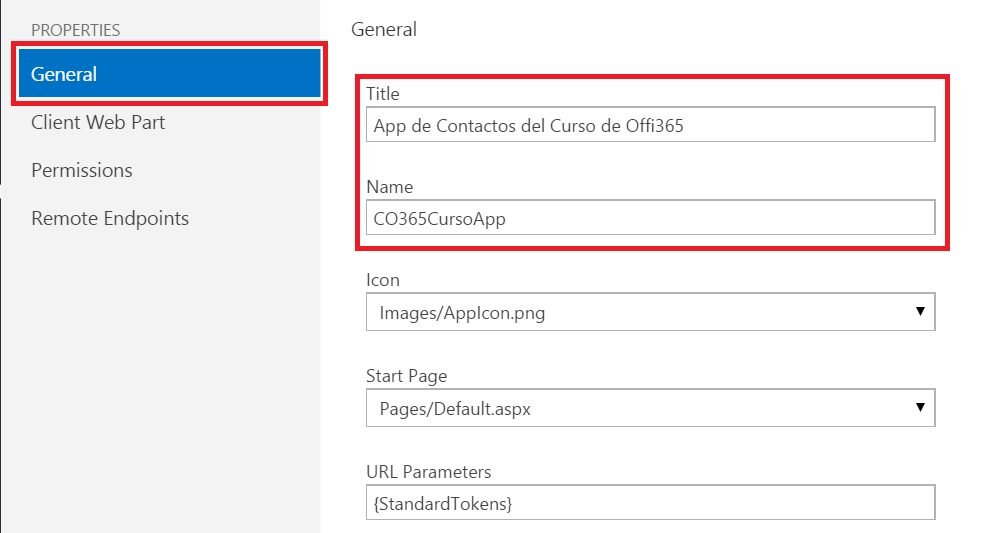 PROPERTIES
General
Client Web Part
Permissions
Remote Endpoints
General
Title
App de Contactos del Curso de Offi365
Name
CO365CursoApp
Icon
Images/AppIcon.png
Start Page
Pages/Default.aspx
URL Parameters
{StandardTokens}